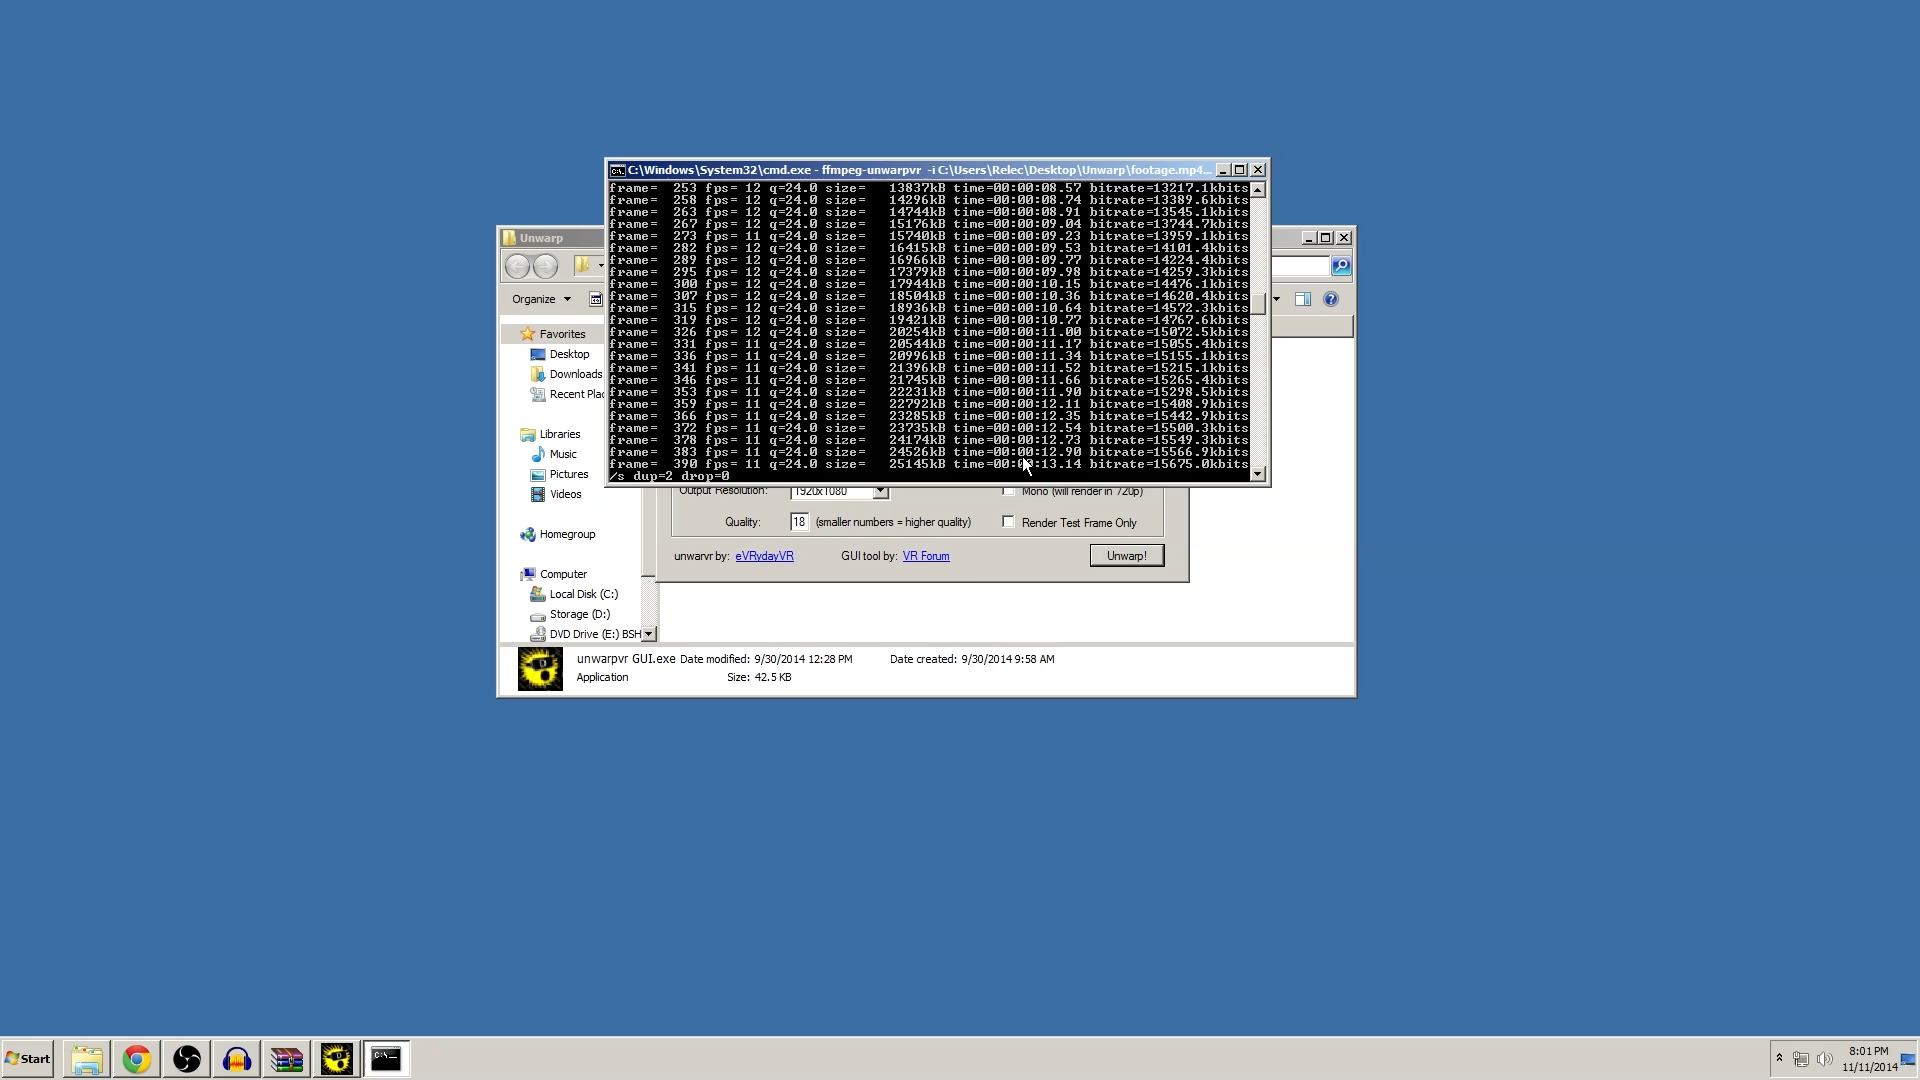 C:\Windows\System32\cmd.exe - ffmpeg-unwarpvr -i C:\Users\Relec\Desktop\Unwarp\footage.mp4...
frame= 253 fps= 12 q=24.0 size= 13837kB time=00:00:08.57 bitrate=13217.1kbits
frame= 258 fps= 12 q=24.0 size= 14296kB time=00:00:08.74 bitrate=13389.6kbits
frame= 263 fps= 12 q=24.0 size= 14744kB time=00:00:08.91 bitrate=13545.1kbits
frame= 267 fps= 12 q=24.0 size= 15176kB time=00:00:09.04 bitrate=13744.7kbits
frame= 273 fps= 11 q=24.0 size= 15740kB time=00:00:09.23 bitrate=13959.1kbits
frame= 282 fps= 12 q=24.0 size= 16415kB time=00:00:09.53 bitrate=14101.4kbits
frame= 289 fps= 12 q=24.0 size= 16966kB time=00:00:09.77 bitrate=14224.4kbits
frame= 295 fps= 12 q=24.0 size= 17379kB time=00:00:09.98 bitrate=14259.3kbits
frame= 300 fps= 12 q=24.0 size= 17944kB time=00:00:10.15 bitrate=14476.1kbits
frame= 307 fps= 12 q=24.0 size= 18504kB time=00:00:10.36 bitrate=14620.4kbits
frame= 315 fps= 12 q=24.0 size= 18936kB time=00:00:10.64 bitrate=14572.3kbits
frame= 319 fps= 12 q=24.0 size= 19421kB time=00:00:10.77 bitrate=14767.6kbits
frame= 326 fps= 12 q=24.0 size= 20254kB time=00:00:11.00 bitrate=15072.5kbits
frame= 331 fps= 11 q=24.0 size= 20544kB time=00:00:11.17 bitrate=15055.4kbits
frame= 336 fps= 11 q=24.0 size= 20996kB time=00:00:11.34 bitrate=15155.1kbits
frame= 341 fps= 11 q=24.0 size= 21396kB time=00:00:11.52 bitrate=15215.1kbits
frame= 346 fps= 11 q=24.0 size= 21745kB time=00:00:11.66 bitrate=15265.4kbits
frame= 353 fps= 11 q=24.0 size= 22231kB time=00:00:11.90 bitrate=15298.5kbits
frame= 359 fps= 11 q=24.0 size= 22792kB time=00:00:12.11 bitrate=15408.9kbits
frame= 366 fps= 11 q=24.0 size= 23285kB time=00:00:12.35 bitrate=15442.9kbits
frame= 372 fps= 11 q=24.0 size= 23735kB time=00:00:12.54 bitrate=15500.3kbits
frame= 378 fps= 11 q=24.0 size= 24174kB time=00:00:12.73 bitrate=15549.3kbits
frame= 383 fps= 11 q=24.0 size= 24526kB time=00:00:12.90 bitrate=15566.9kbits
frame= 390 fps= 11 q=24.0 size= 25145kB time=00:00:13.14 bitrate=15675.0kbits
/s dup=2 drop=0
Unwarp
Organize
Favorites
Desktop
Downloads
Recent Plac
Libraries
Music
Pictures
Videos
Homegroup
Computer
Local Disk (C:)
Storage (D:)
DVD Drive (E:) BSH
Output Resolution: 1920x1080 Mono (will render in 720p)
Quality: 18 (smaller numbers = higher quality) Render Test Frame Only
unwarvr by: eVRydayVR GUI tool by: VR Forum Unwarp!
unwarpvr GUI.exe Date modified: 9/30/2014 12:28 PM Date created: 9/30/2014 9:58 AM
Application Size: 42.5 KB
Start
8:01 PM
11/11/2014